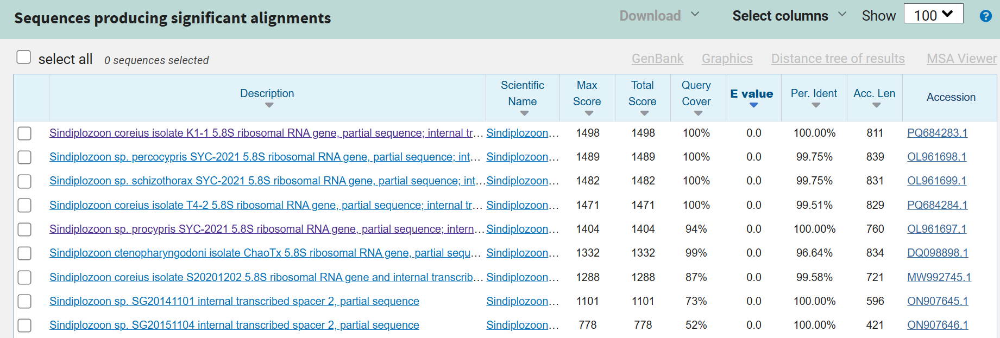 Sequences producing significant alignments Download Select columns Show 100 ?
select all 0 sequences selected GenBank Graphics Distance tree of results MSA Viewer
Description Scientific Name Max Score Total Score Query Cover E value Per. Ident Acc. Len Accession
Sindiplozoon coreius isolate K1-1 5.8S ribosomal RNA gene, partial sequence; internal tr... Sindiplozoon... 1498 1498 100% 0.0 100.00% 811 PQ684283.1
Sindiplozoon sp. percocypris SYC-2021 5.8S ribosomal RNA gene, partial sequence; int... Sindiplozoon... 1489 1489 100% 0.0 99.75% 839 OL961698.1
Sindiplozoon sp. schizothorax SYC-2021 5.8S ribosomal RNA gene, partial sequence; int... Sindiplozoon... 1482 1482 100% 0.0 99.75% 831 OL961699.1
Sindiplozoon coreius isolate T4-2 5.8S ribosomal RNA gene, partial sequence; internal tr... Sindiplozoon... 1471 1471 100% 0.0 99.51% 829 PQ684284.1
Sindiplozoon sp. procypris SYC-2021 5.8S ribosomal RNA gene, partial sequence; intern... Sindiplozoon... 1404 1404 94% 0.0 100.00% 760 OL961697.1
Sindiplozoon ctenopharyngodoni isolate ChaoTx 5.8S ribosomal RNA gene, partial sequ... Sindiplozoon... 1332 1332 99% 0.0 96.64% 834 DQ098898.1
Sindiplozoon coreius isolate S20201202 5.8S ribosomal RNA gene and internal transcrib... Sindiplozoon... 1288 1288 87% 0.0 99.58% 721 MW992745.1
Sindiplozoon sp. SG20141101 internal transcribed spacer 2, partial sequence Sindiplozoon... 1101 1101 73% 0.0 100.00% 596 ON907645.1
Sindiplozoon sp. SG20151104 internal transcribed spacer 2, partial sequence Sindiplozoon... 778 778 52% 0.0 100.00% 421 ON907646.1